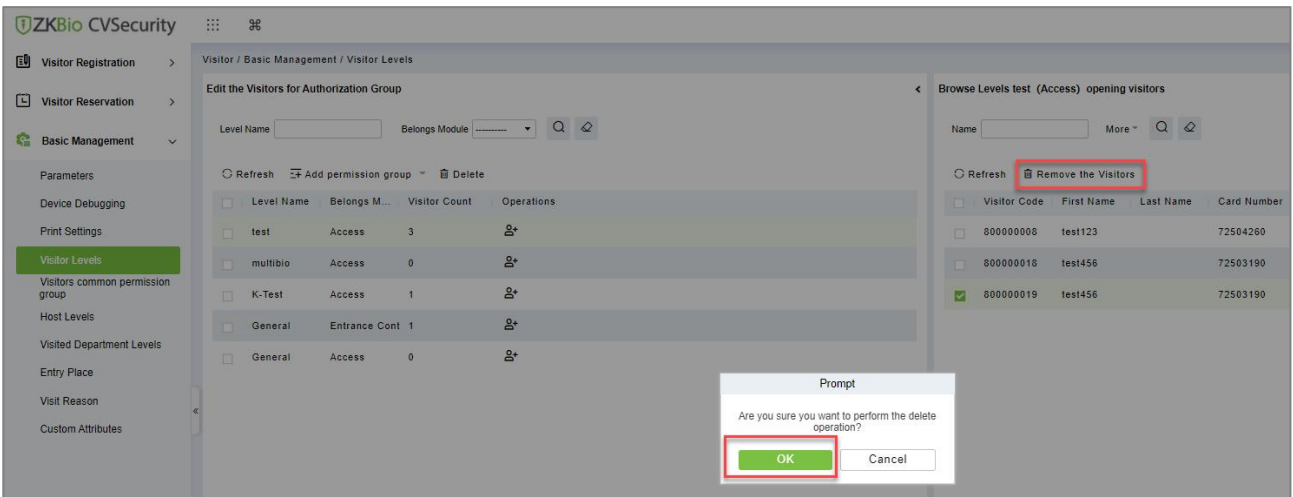 ZKBio CVSecurity
Visitor Registration
Visitor Reservation
Basic Management
Parameters
Device Debugging
Print Settings
Visitor Levels
Visitors common permission
group
Host Levels
Visited Department Levels
Entry Place
Visit Reason
Custom Attributes
Visitor / Basic Management / Visitor Levels
Edit the Visitors for Authorization Group
Level Name Belongs Module ----------
Refresh Add permission group Delete
Level Name Belongs M... Visitor Count Operations
test Access 3
multibio Access 0
K-Test Access 1
General Entrance Cont 1
General Access 0
Browse Levels test (Access) opening visitors
Name More
Refresh Remove the Visitors
Visitor Code First Name Last Name Card Number
800000008 test123 72504260
800000018 test456 72503190
800000019 test456 72503190
Prompt
Are you sure you want to perform the delete
operation?
OK Cancel